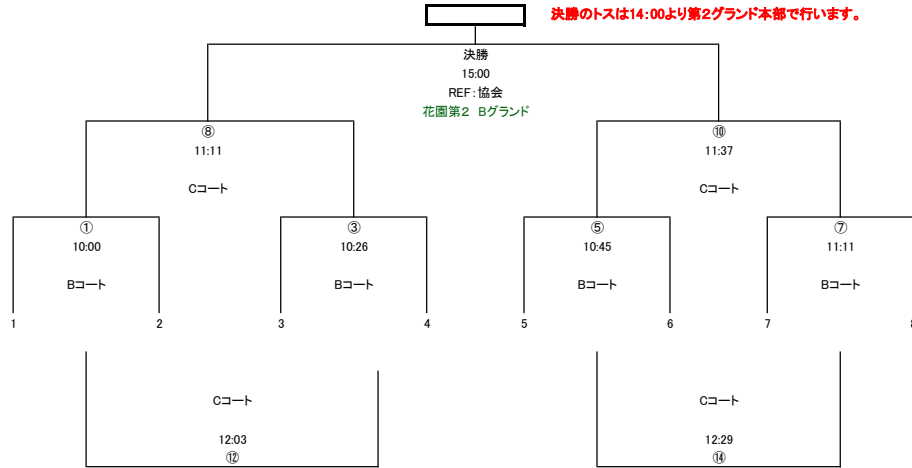 決勝のトスは14:00より第2グランド本部で行います。
決勝
15:00
REF:協会
花園第2 Bグランド
⑧ ⑩
11:11 11:37
Cコート Cコート
① ③ ⑤ ⑦
10:00 10:26 10:45 11:11
Bコート Bコート Bコート Bコート
1 2 3 4 5 6 7 8
Cコート Cコート
12:03 12:29
⑫ ⑭